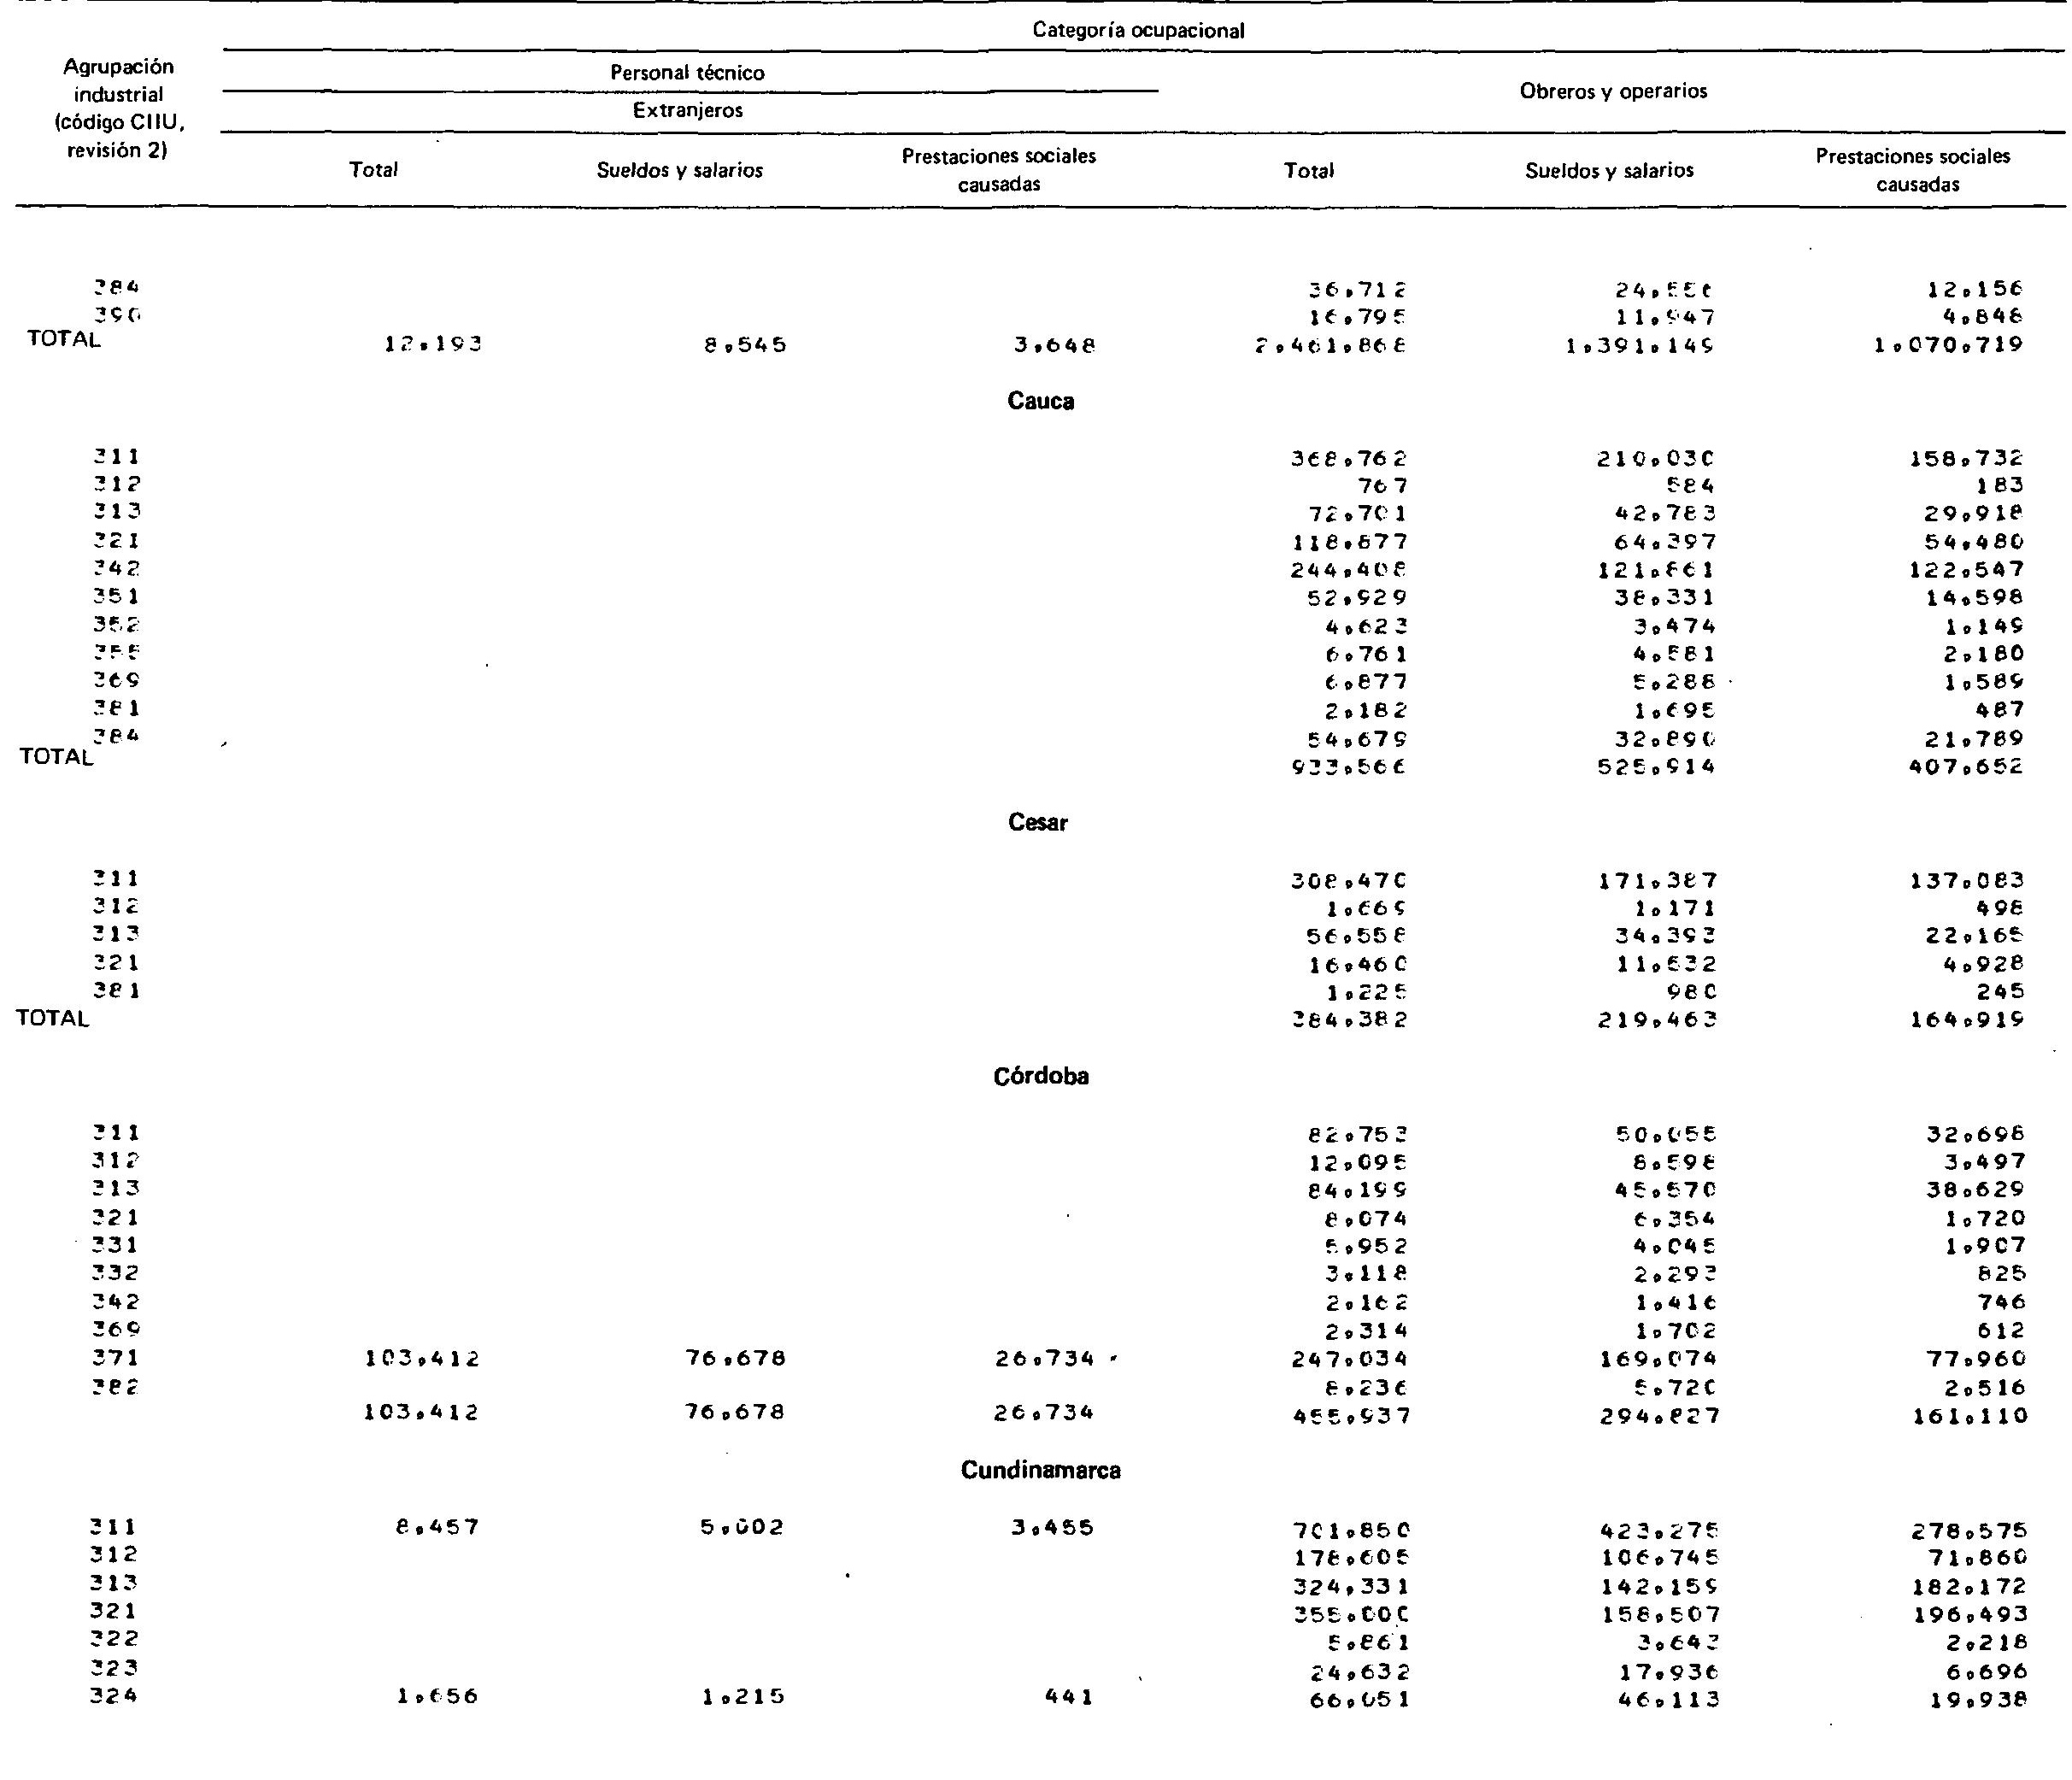 Categoría ocupacional
Agrupación industrial (código CIIU, revisión 2)
Personal técnico
Obreros y operarios
Extranjeros
Total Sueldos y salarios Prestaciones sociales causadas Total Sueldos y salarios Prestaciones sociales causadas
384 36,712 24,556 12,156
390 16,795 11,947 4,848
TOTAL 12,193 8,545 3,648 2,461,868 1,391,149 1,070,719
Cauca
311 368,762 210,030 158,732
312 767 584 183
313 72,701 42,783 29,918
321 118,877 64,397 54,480
342 244,408 121,861 122,547
351 52,929 38,331 14,598
352 4,623 3,474 1,149
355 6,761 4,581 2,180
369 6,877 5,288 1,589
381 2,182 1,695 487
384 54,679 32,890 21,789
TOTAL 933,566 525,914 407,652
Cesar
311 308,470 171,387 137,083
312 1,669 1,171 498
313 56,558 34,393 22,165
321 16,460 11,532 4,928
381 1,225 980 245
TOTAL 384,382 219,463 164,919
Córdoba
311 82,753 50,055 32,698
312 12,095 8,598 3,497
313 84,199 45,570 38,629
321 8,074 6,354 1,720
331 5,952 4,045 1,907
332 3,118 2,293 825
342 2,162 1,416 746
369 2,314 1,702 612
371 103,412 76,678 26,734 247,034 169,074 77,960
382 8,236 5,720 2,516
103,412 76,678 26,734 455,937 294,827 161,110
Cundinamarca
311 8,457 5,002 3,455 701,850 423,275 278,575
312 178,605 106,745 71,860
313 324,331 142,159 182,172
321 355,000 158,507 196,493
322 5,861 3,643 2,218
323 24,632 17,936 6,696
324 1,656 1,215 441 66,051 46,113 19,938